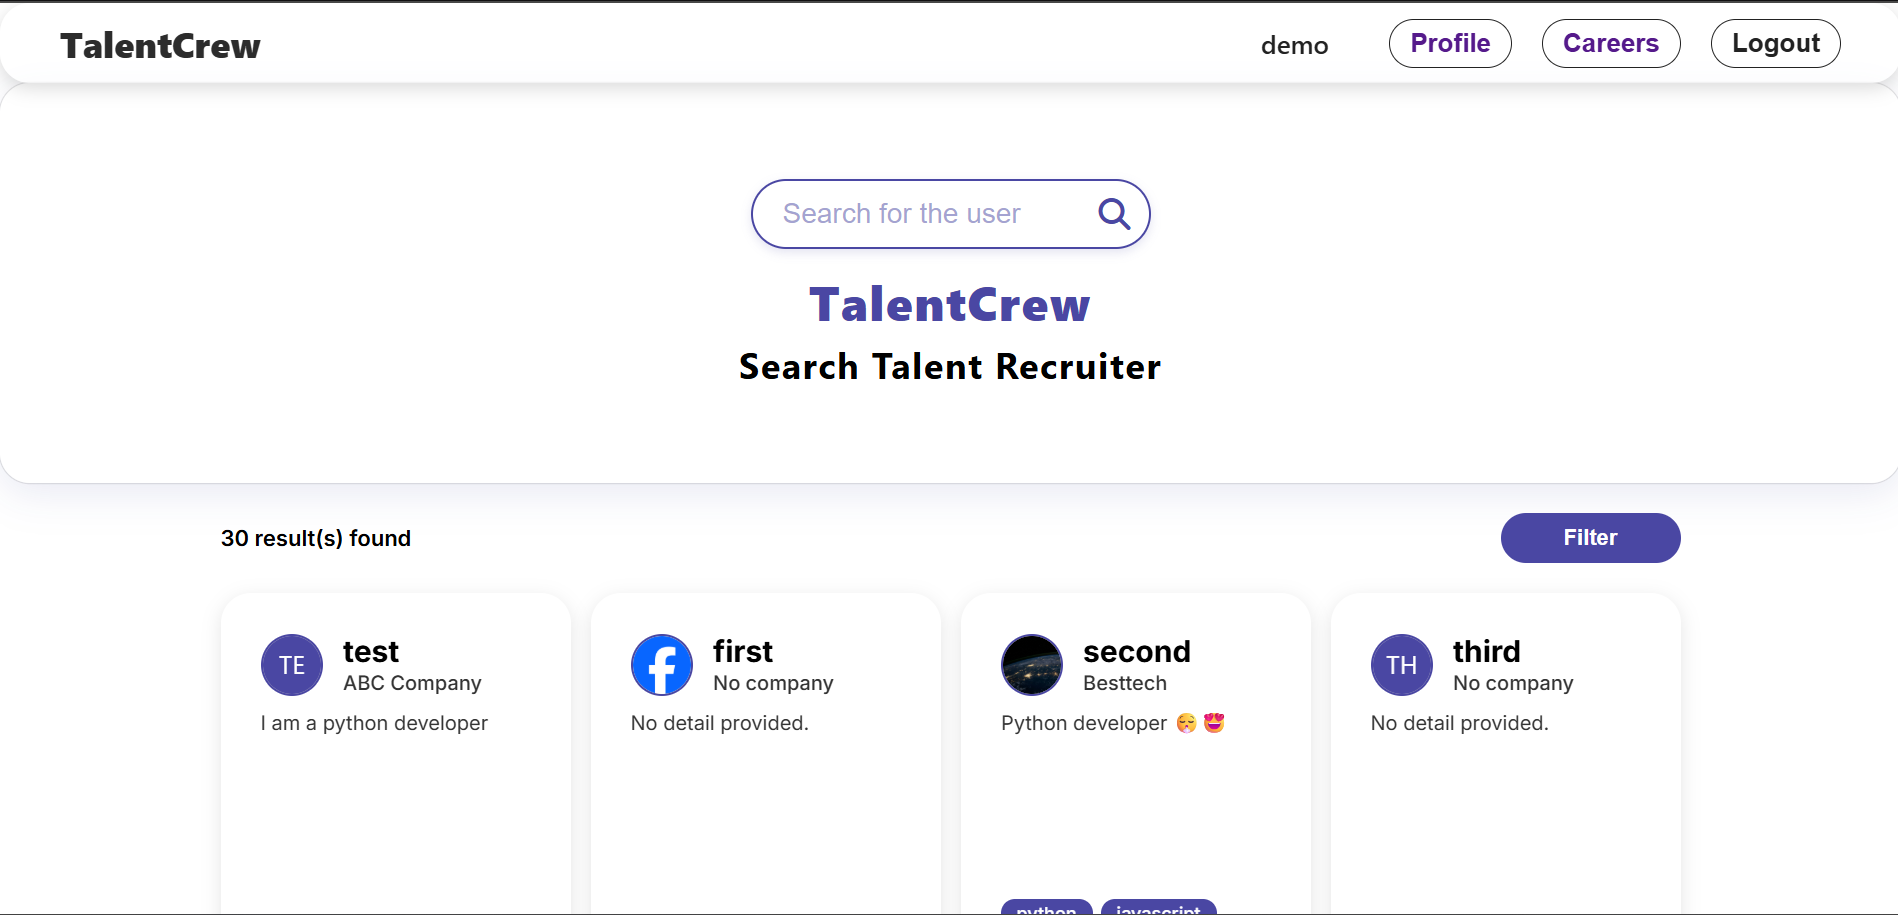 TalentCrew
demo
Profile
Careers
Logout
Search for the user
TalentCrew
Search Talent Recruiter
30 result(s) found
Filter
TE
test
ABC Company
I am a python developer
first
No company
No detail provided.
second
Besttech
Python developer 😽😍
python
javascript
TH
third
No company
No detail provided.